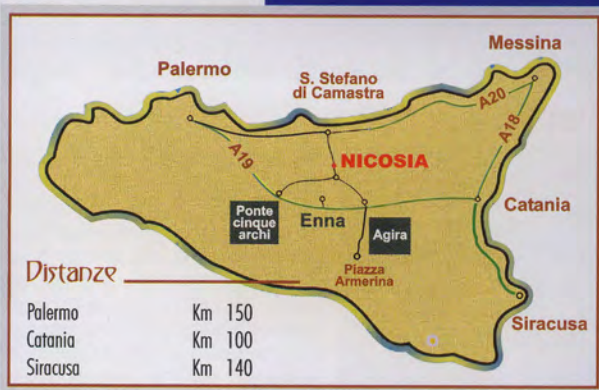 Messina
Palermo
S. Stefano
di Camastra
A20
A18
A19
NICOSIA
Ponte
cinque
archi
Enna
Agira
Catania
Piazza
Armerina
Siracusa
Distanze
Palermo Km 150
Catania Km 100
Siracusa Km 140